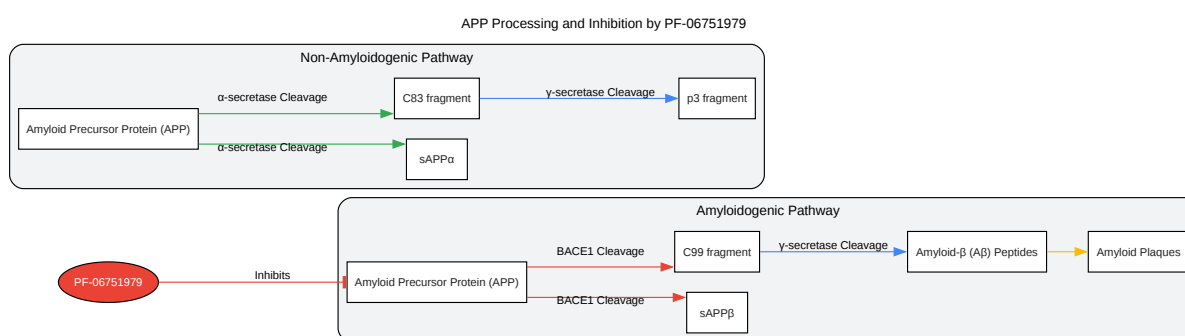 APP Processing and Inhibition by PF-06751979
Non-Amyloidogenic Pathway
Amyloid Precursor Protein (APP)
α-secretase Cleavage
α-secretase Cleavage
C83 fragment
sAPPα
γ-secretase Cleavage
p3 fragment
Amyloidogenic Pathway
PF-06751979
Inhibits
Amyloid Precursor Protein (APP)
BACE1 Cleavage
BACE1 Cleavage
C99 fragment
sAPPβ
γ-secretase Cleavage
Amyloid-β (Aβ) Peptides
Amyloid Plaques